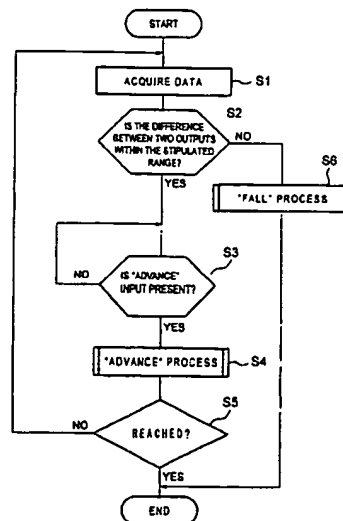 START
ACQUIRE DATA
S1
S2
IS THE DIFFERENCE
BETWEEN TWO OUTPUTS
WITHIN THE STIPULATED
RANGE?
NO
YES
S6
"FALL" PROCESS
S3
NO
IS "ADVANCE"
INPUT PRESENT?
YES
"ADVANCE" PROCESS
S4
S5
NO
REACHED?
YES
END